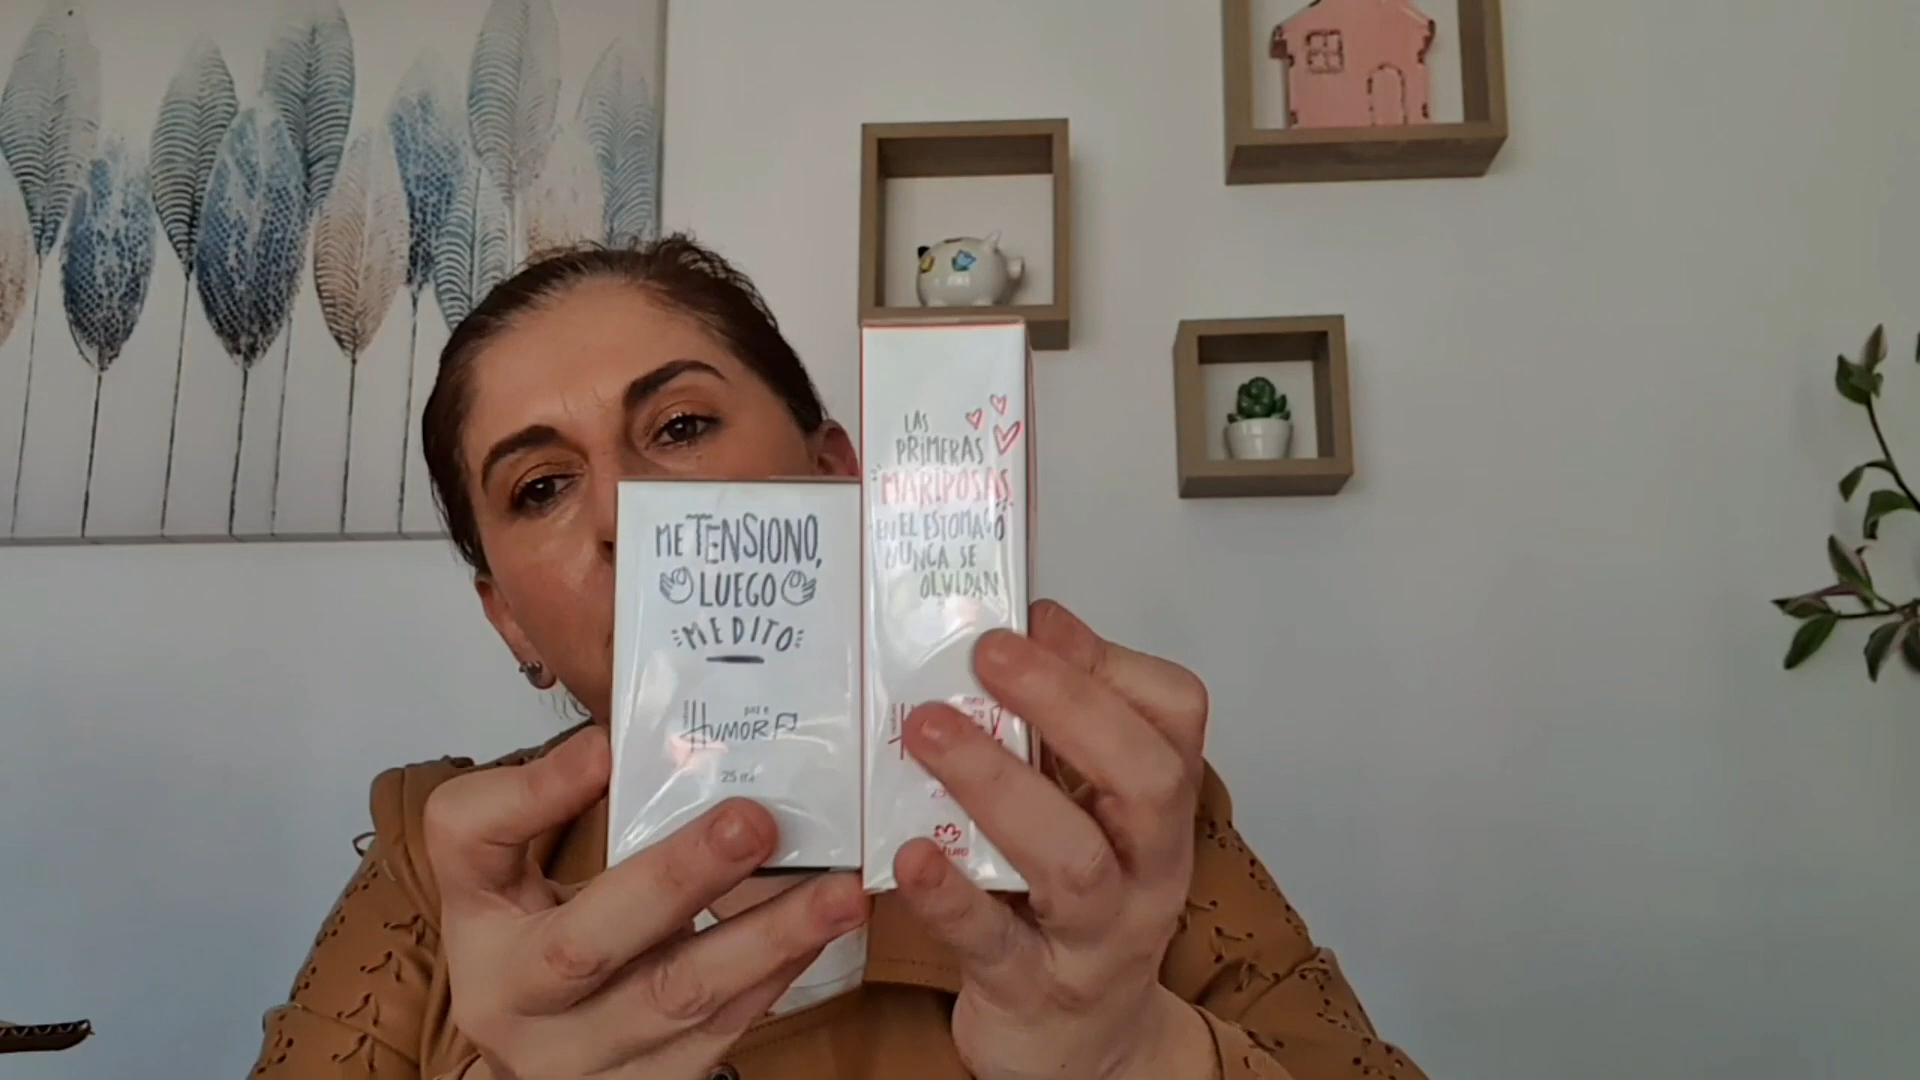 ME TENSIONO,
LUEGO
MEDITO
HUMOR
25 ml
LAS
PRIMERAS
MARIPOSAS
EN EL ESTOMAGO
NUNCA SE
OLVIDAN